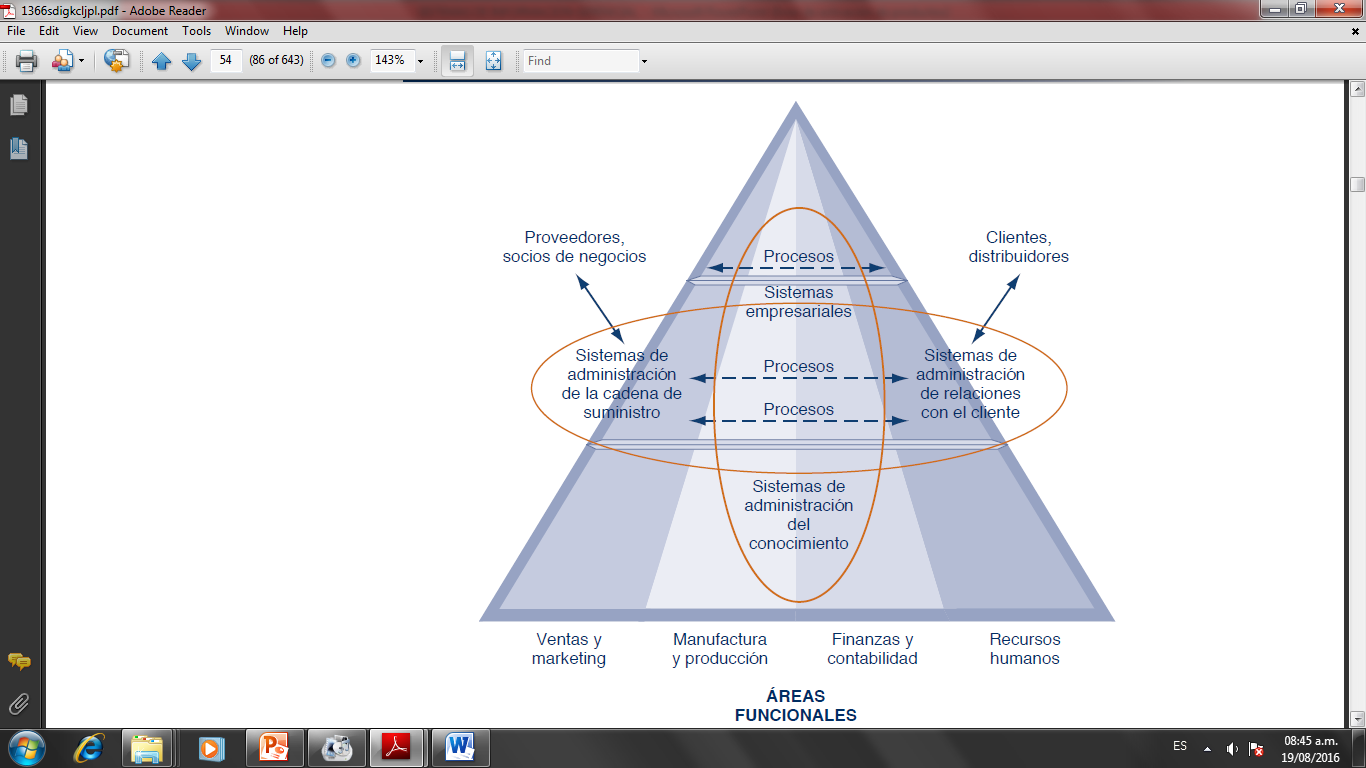 1366sdigkcljpl.pdf - Adobe Reader
File Edit View Document Tools Window Help
54 (86 of 643) 143% Find
Proveedores,
socios de negocios
Clientes,
distribuidores
Procesos
Sistemas
empresariales
Sistemas de
administración
de la cadena de
suministro
Procesos
Procesos
Sistemas de
administración
de relaciones
con el cliente
Sistemas de
administración
del
conocimiento
Ventas y
marketing
Manufactura
y producción
Finanzas y
contabilidad
Recursos
humanos
ÁREAS
FUNCIONALES
ES
08:45 a.m.
19/08/2016